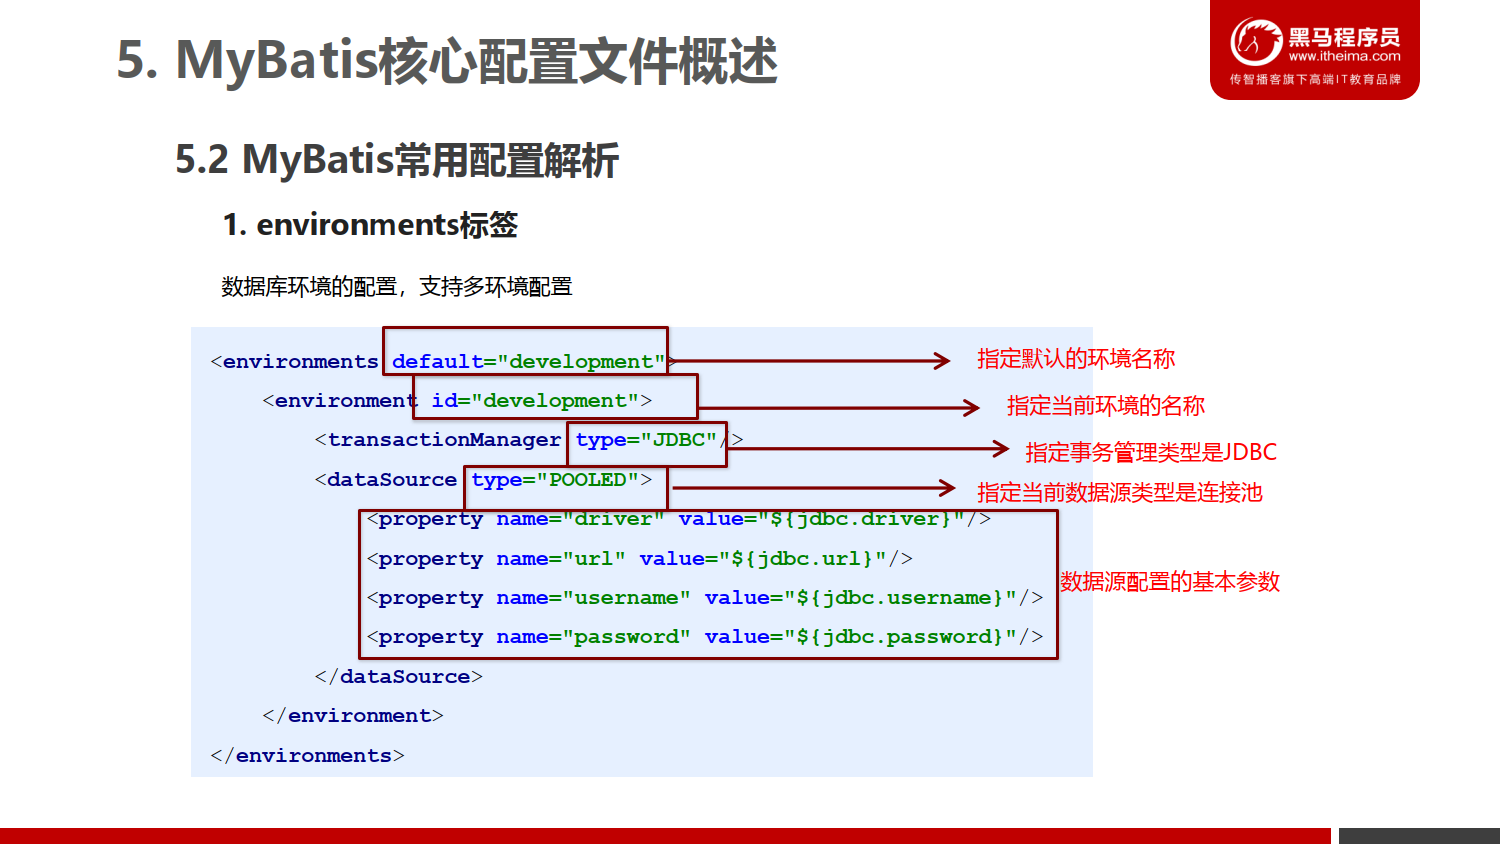 5. MyBatis核心配置文件概述
黑马程序员
www.itheima.com
传智播客旗下高端IT教育品牌
5.2 MyBatis常用配置解析
1. environments标签
数据库环境的配置，支持多环境配置
<environments default="development">
指定默认的环境名称
<environment id="development">
指定当前环境的名称
<transactionManager type="JDBC"/>
指定事务管理类型是JDBC
<dataSource type="POOLED">
指定当前数据源类型是连接池
<property name="driver" value="${jdbc.driver}"/>
<property name="url" value="${jdbc.url}"/>
数据源配置的基本参数
<property name="username" value="${jdbc.username}"/>
<property name="password" value="${jdbc.password}"/>
</dataSource>
</environment>
</environments>